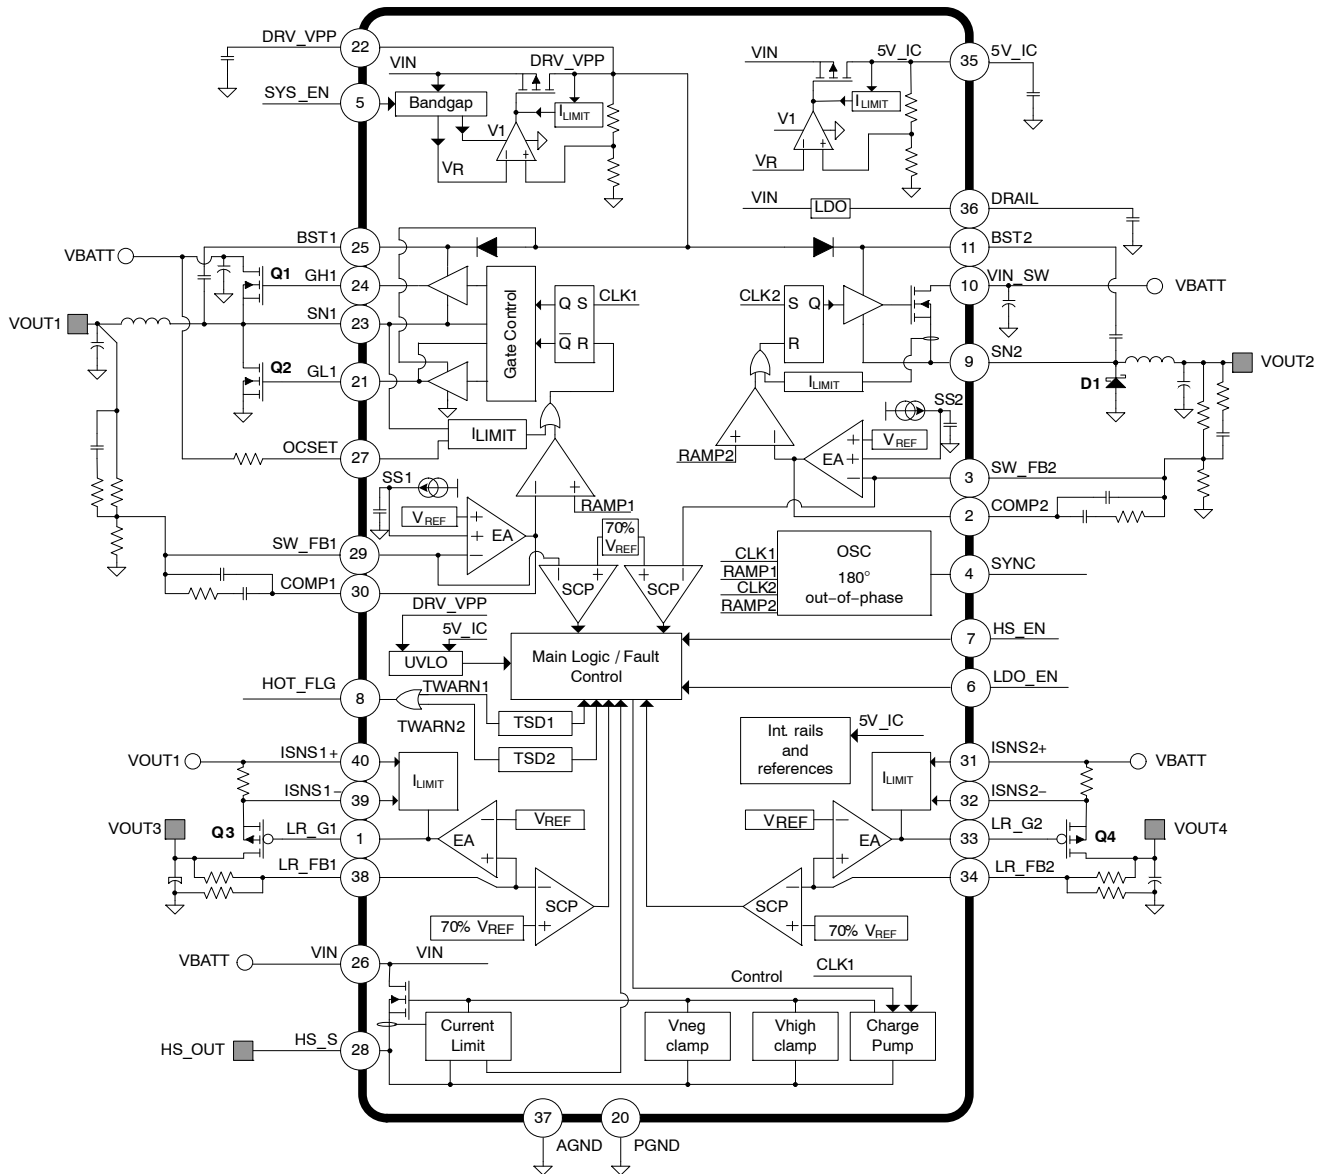 DRV_VPP
22
VIN
DRV_VPP
VIN
5V_IC
35
5V_IC
SYS_EN
5
Bandgap
ILIMIT
ILIMIT
V1
V1
VR
VR
VIN
LDO
36
DRAIL
BST1
25
11
BST2
VBATT
Q1
GH1
24
10
VIN_SW
VBATT
Gate Control
Q S
CLK1
Q R
CLK2
S Q
R
VOUT1
SN1
23
9
SN2
VOUT2
Q2
GL1
21
ILIMIT
D1
SS2
VREF
EA
RAMP2
OCSET
27
ILIMIT
SS1
RAMP1
3
SW_FB2
VREF
EA
70%
VREF
2
COMP2
SW_FB1
29
SCP
SCP
CLK1
RAMP1
CLK2
RAMP2
OSC
180°
out-of-phase
4
SYNC
COMP1
30
DRV_VPP
5V_IC
UVLO
Main Logic / Fault
Control
7
HS_EN
HOT_FLG
8
TWARN1
TWARN2
6
LDO_EN
TSD1
TSD2
Int. rails
and
references
5V_IC
VOUT1
ISNS1+
40
ILIMIT
ILIMIT
31
ISNS2+
VBATT
ISNS1−
39
32
ISNS2−
VOUT3
Q3
LR_G1
1
EA
VREF
VREF
EA
33
LR_G2
Q4
VOUT4
LR_FB1
38
34
LR_FB2
SCP
70% VREF
SCP
70% VREF
VBATT
VIN
26
VIN
Control
CLK1
HS_OUT
HS_S
28
Current
Limit
Vneg
clamp
Vhigh
clamp
Charge
Pump
37
AGND
20
PGND